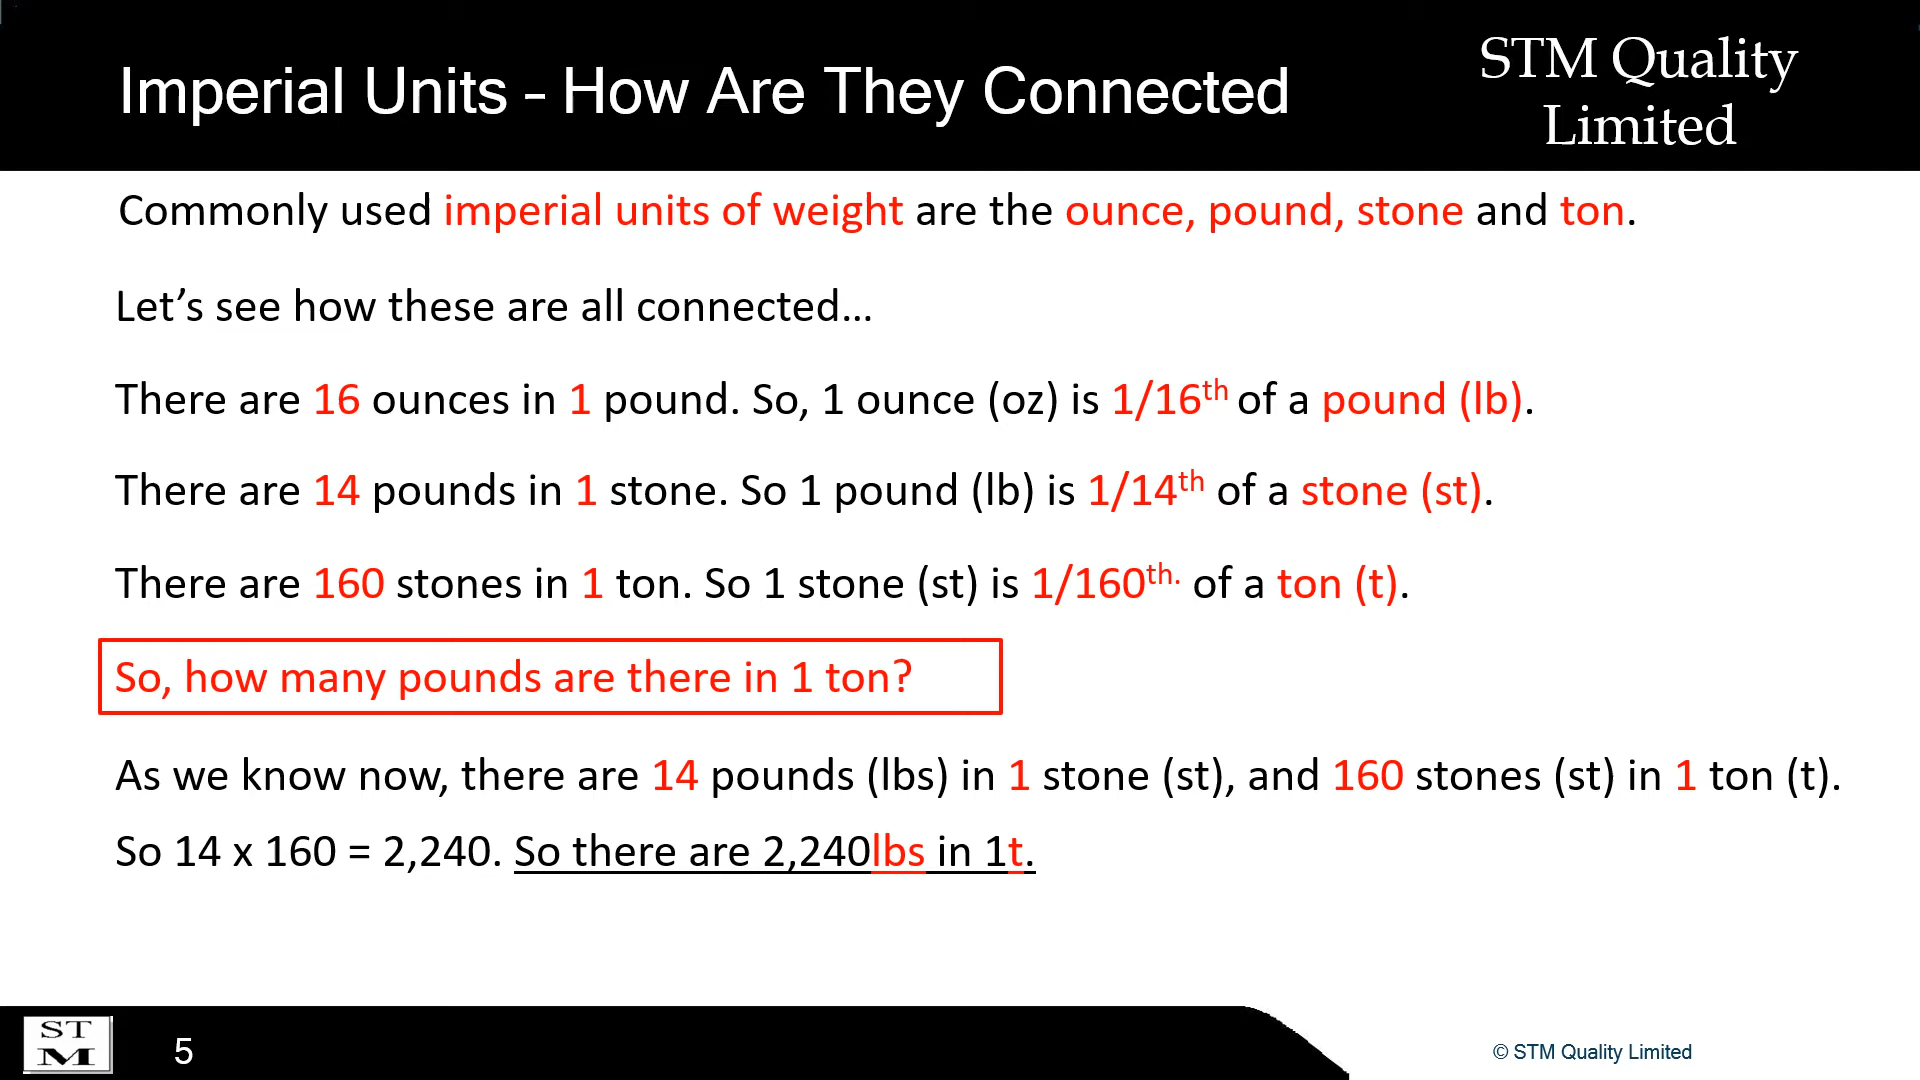 Imperial Units - How Are They Connected
STM Quality
Limited
Commonly used imperial units of weight are the ounce, pound, stone and ton.
Let’s see how these are all connected…
There are 16 ounces in 1 pound. So, 1 ounce (oz) is 1/16th of a pound (lb).
There are 14 pounds in 1 stone. So 1 pound (lb) is 1/14th of a stone (st).
There are 160 stones in 1 ton. So 1 stone (st) is 1/160th. of a ton (t).
So, how many pounds are there in 1 ton?
As we know now, there are 14 pounds (lbs) in 1 stone (st), and 160 stones (st) in 1 ton (t).
So 14 x 160 = 2,240. So there are 2,240lbs in 1t.
ST
M
5
© STM Quality Limited